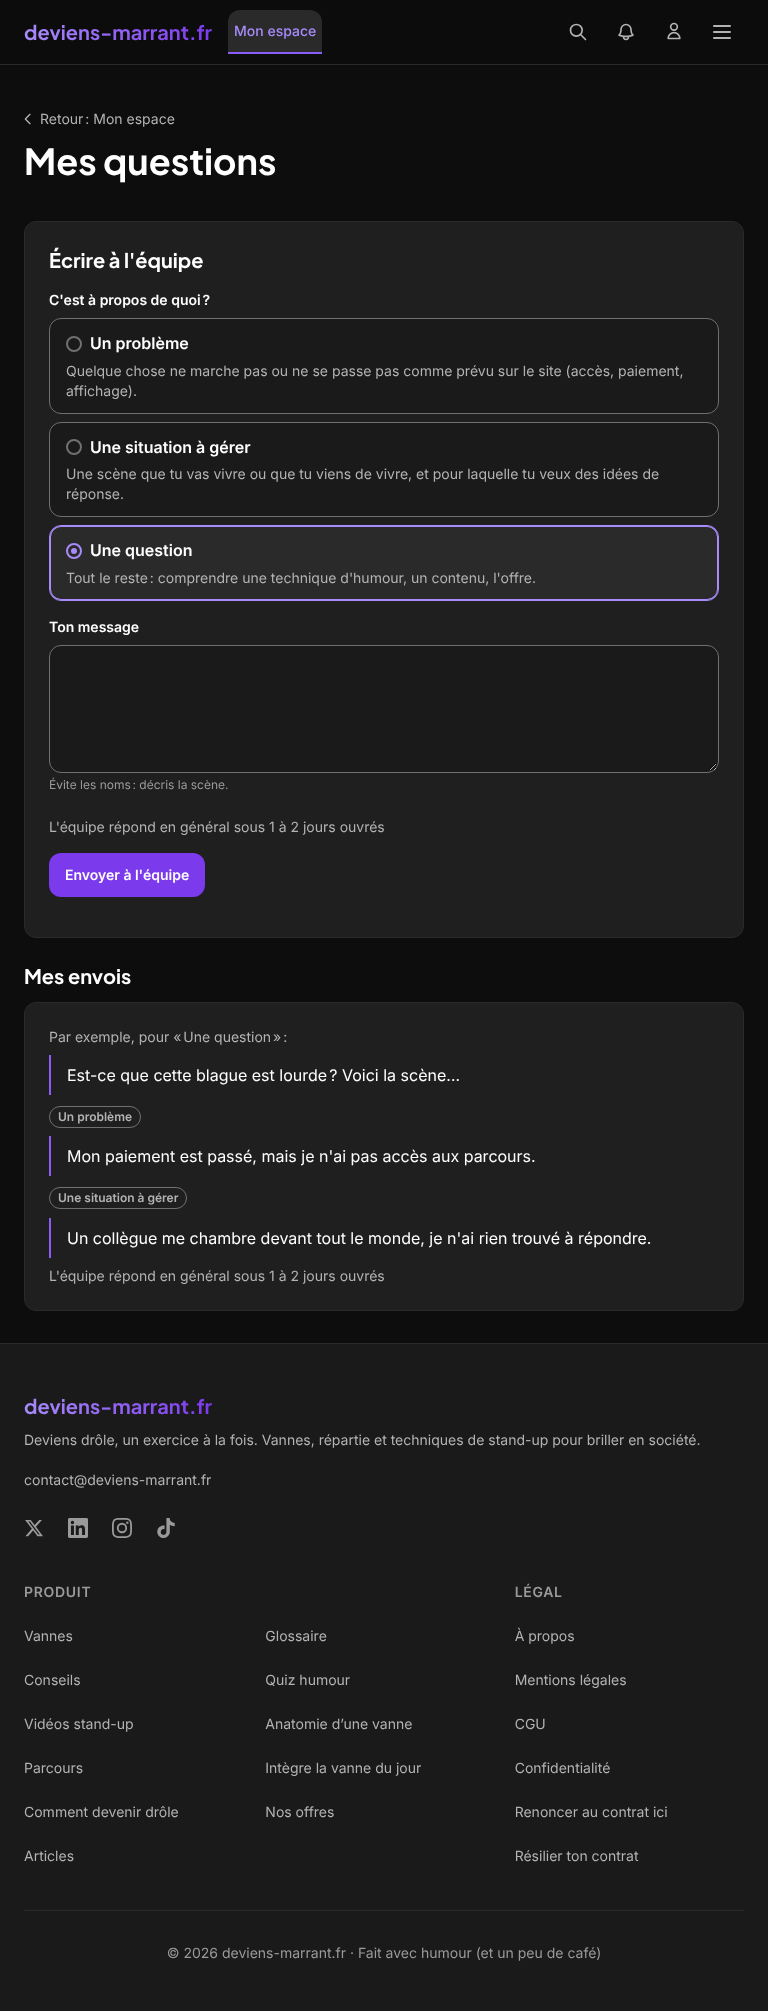 deviens-marrant.fr
Mon espace
Retour : Mon espace
Mes questions
Écrire à l'équipe
C'est à propos de quoi ?
Un problème
Quelque chose ne marche pas ou ne se passe pas comme prévu sur le site (accès, paiement,
affichage).
Une situation à gérer
Une scène que tu vas vivre ou que tu viens de vivre, et pour laquelle tu veux des idées de
réponse.
Une question
Tout le reste : comprendre une technique d'humour, un contenu, l'offre.
Ton message
Évite les noms : décris la scène.
L'équipe répond en général sous 1 à 2 jours ouvrés
Envoyer à l'équipe
Mes envois
Par exemple, pour « Une question » :
Est-ce que cette blague est lourde ? Voici la scène...
Un problème
Mon paiement est passé, mais je n'ai pas accès aux parcours.
Une situation à gérer
Un collègue me chambre devant tout le monde, je n'ai rien trouvé à répondre.
L'équipe répond en général sous 1 à 2 jours ouvrés
deviens-marrant.fr
Deviens drôle, un exercice à la fois. Vannes, répartie et techniques de stand-up pour briller en société.
contact@deviens-marrant.fr
PRODUIT
Vannes
Conseils
Vidéos stand-up
Parcours
Comment devenir drôle
Articles
Glossaire
Quiz humour
Anatomie d’une vanne
Intègre la vanne du jour
Nos offres
LÉGAL
À propos
Mentions légales
CGU
Confidentialité
Renoncer au contrat ici
Résilier ton contrat
© 2026 deviens-marrant.fr · Fait avec humour (et un peu de café)